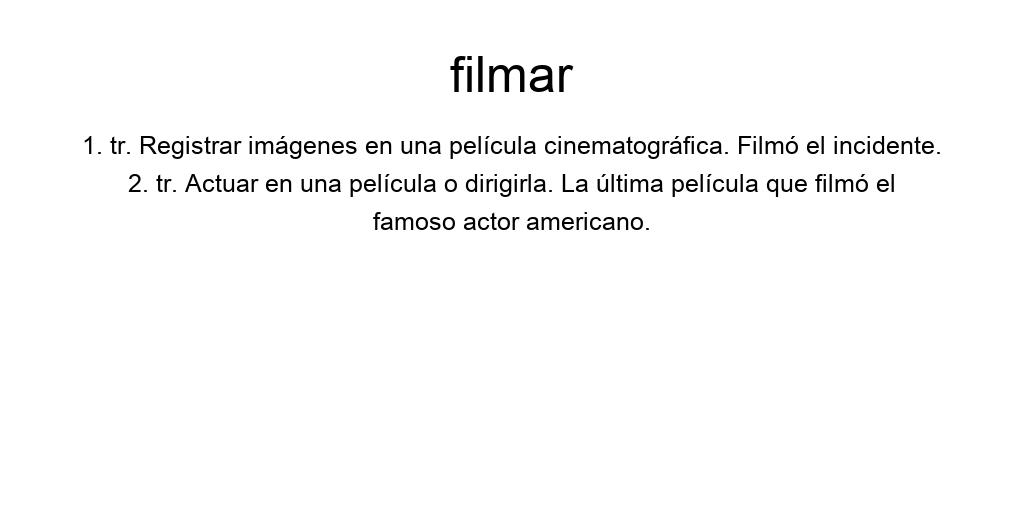 filmar
1. tr. Registrar imágenes en una película cinematográfica. Filmó el incidente.
2. tr. Actuar en una película o dirigirla. La última película que filmó el
famoso actor americano.